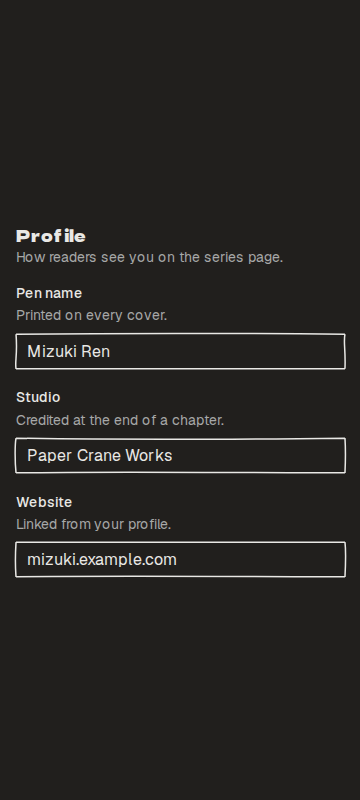 Profile
How readers see you on the series page.
Pen name
Printed on every cover.
Mizuki Ren
Studio
Credited at the end of a chapter.
Paper Crane Works
Website
Linked from your profile.
mizuki.example.com